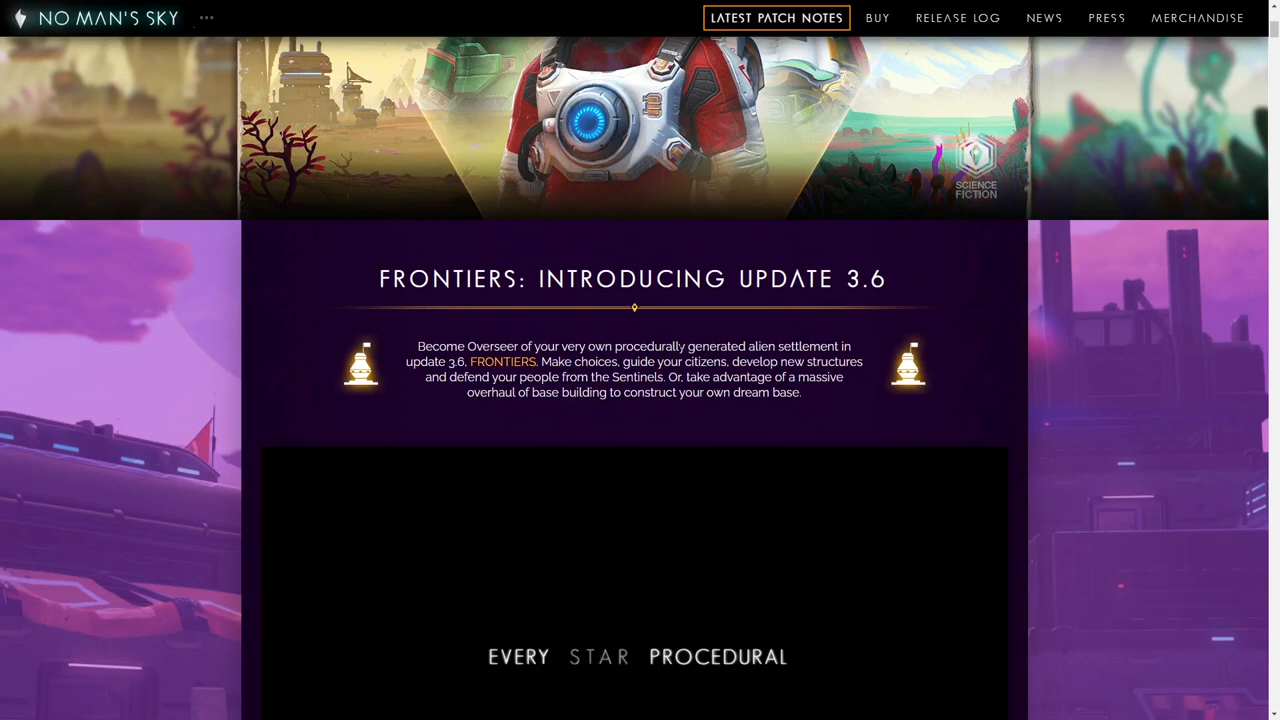 NO MAN'S SKY
LATEST PATCH NOTES
BUY
RELEASE LOG
NEWS
PRESS
MERCHANDISE
SCIENCE
FICTION
FRONTIERS: INTRODUCING UPDATE 3.6
Become Overseer of your very own procedurally generated alien settlement in
update 3.6, FRONTIERS. Make choices, guide your citizens, develop new structures
and defend your people from the Sentinels. Or, take advantage of a massive
overhaul of base building to construct your own dream base.
EVERY STAR PROCEDURAL